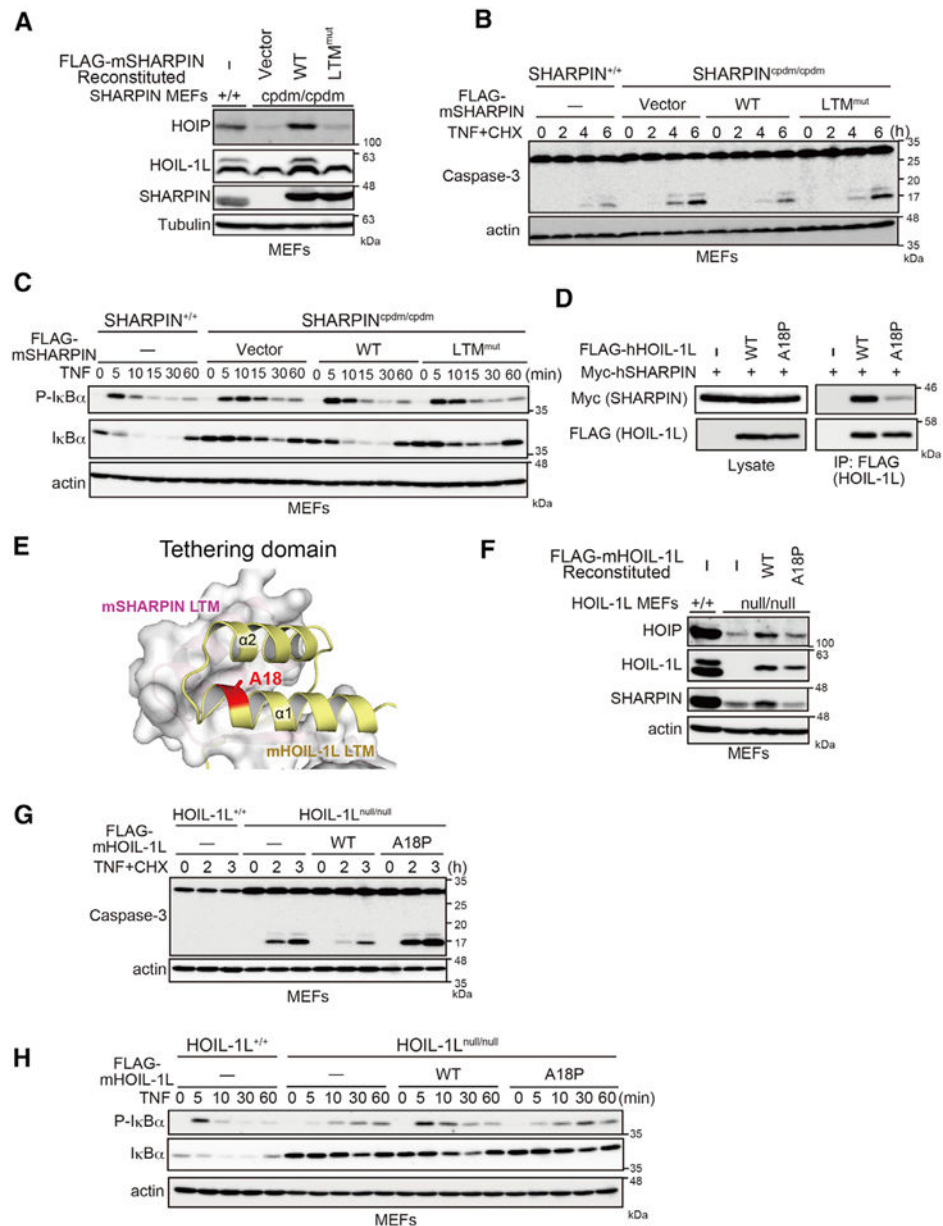 A
FLAG-mSHARPIN
Reconstituted
– Vector WT LTMmut
SHARPIN MEFs +/+ cpdm/cpdm
HOIP
100
HOIL-1L
63
48
SHARPIN
Tubulin
63
kDa
MEFs
B
SHARPIN+/+ SHARPINcpdm/cpdm
FLAG-
mSHARPIN
— Vector WT LTMmut
TNF+CHX 0 2 4 6 0 2 4 6 0 2 4 6 0 2 4 6 (h)
35
25
Caspase-3
17
48
actin
35
kDa
MEFs
C
SHARPIN+/+ SHARPINcpdm/cpdm
FLAG-
mSHARPIN
— Vector WT LTMmut
TNF 0 5 10 15 30 60 0 5 10 15 30 60 0 5 10 15 30 60 0 5 10 15 30 60 (min)
P-IκBα
35
IκBα
35
48
actin
kDa
MEFs
D
FLAG-hHOIL-1L – WT A18P – WT A18P
Myc-hSHARPIN + + + + + +
Myc (SHARPIN)
46
58
FLAG (HOIL-1L)
kDa
Lysate
IP: FLAG
(HOIL-1L)
E
Tethering domain
mSHARPIN LTM
α2
A18
α1
mHOIL-1L LTM
F
FLAG-mHOIL-1L
Reconstituted
– – WT A18P
HOIL-1L MEFs +/+ null/null
HOIP
100
HOIL-1L
63
48
SHARPIN
48
actin
kDa
MEFs
G
HOIL-1L+/+ HOIL-1Lnull/null
FLAG-
mHOIL-1L
— — WT A18P
TNF+CHX 0 2 3 0 2 3 0 2 3 0 2 3 (h)
35
25
Caspase-3
20
17
48
actin
35
kDa
MEFs
H
HOIL-1L+/+ HOIL-1Lnull/null
FLAG-
mHOIL-1L
— — WT A18P
TNF 0 5 10 30 60 0 5 10 30 60 0 5 10 30 60 0 5 10 30 60 (min)
P-IκBα
35
IκBα
35
48
actin
kDa
MEFs